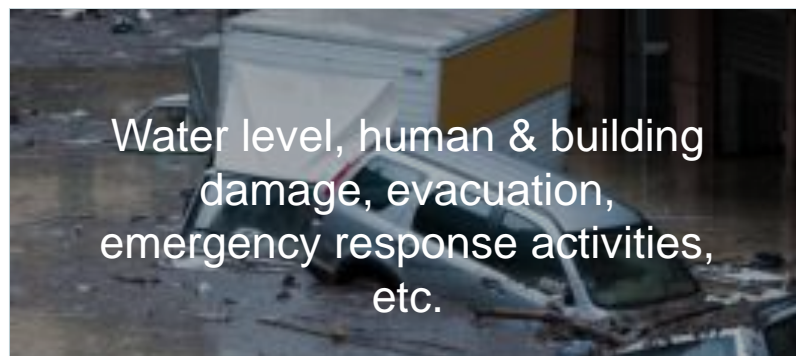 Water level, human & building
damage, evacuation,
emergency response activities,
etc.